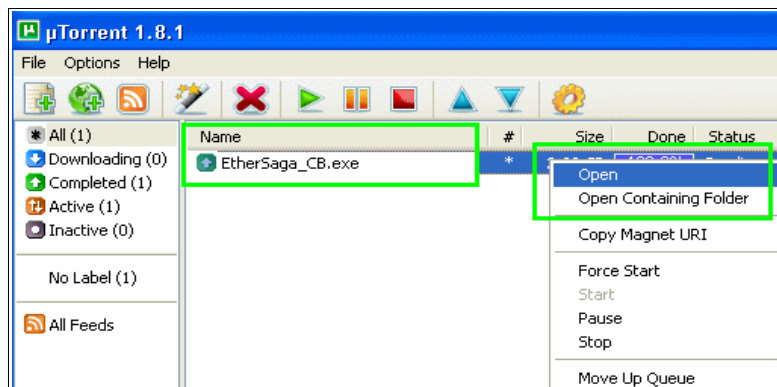 µTorrent 1.8.1
File Options Help
All (1)
Downloading (0)
Completed (1)
Active (1)
Inactive (0)
No Label (1)
All Feeds
Name # Size Done Status
EtherSaga_CB.exe *
Open
Open Containing Folder
Copy Magnet URI
Force Start
Start
Pause
Stop
Move Up Queue